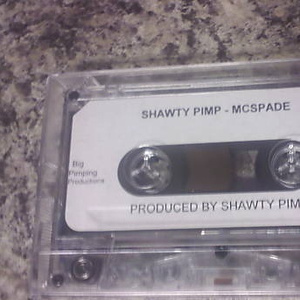 SHAWTY PIMP - MCSPADE
Big
Pimping
Productions
PRODUCED BY SHAWTY PIM